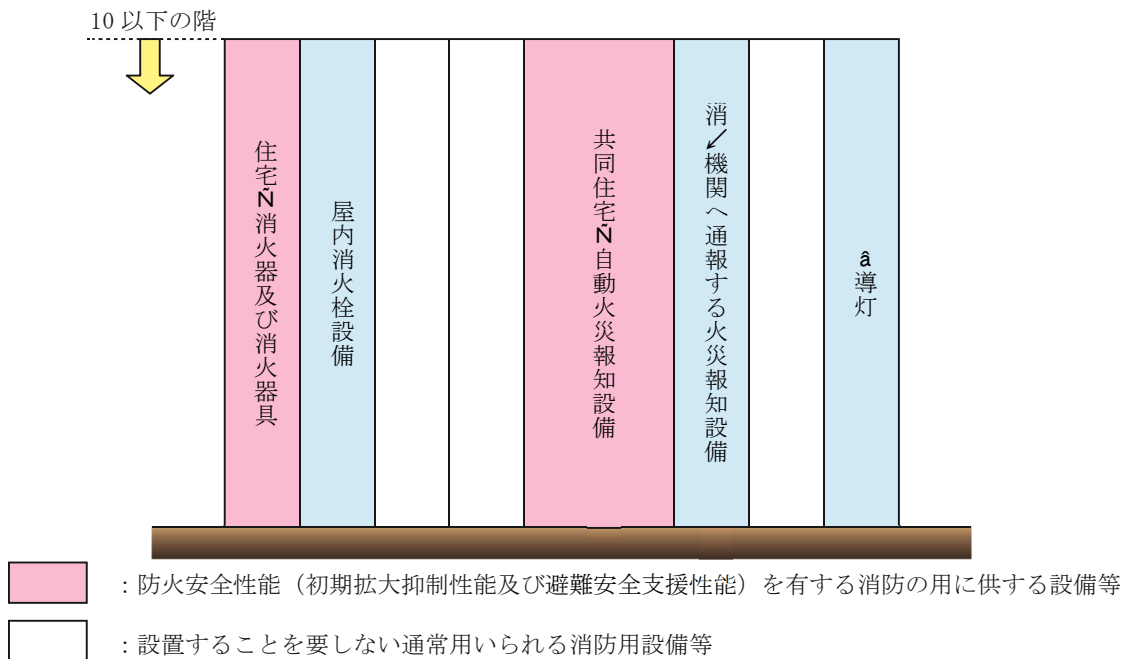 10 以下の階
住宅Ñ消火器及び消火器具
屋内消火栓設備
共同住宅Ñ自動火災報知設備
消↙機関へ通報する火災報知設備
â導灯
：防火安全性能（初期拡大抑制性能及び避難安全支援性能）を有する消防の用に供する設備等
：設置することを要しない通常用いられる消防用設備等